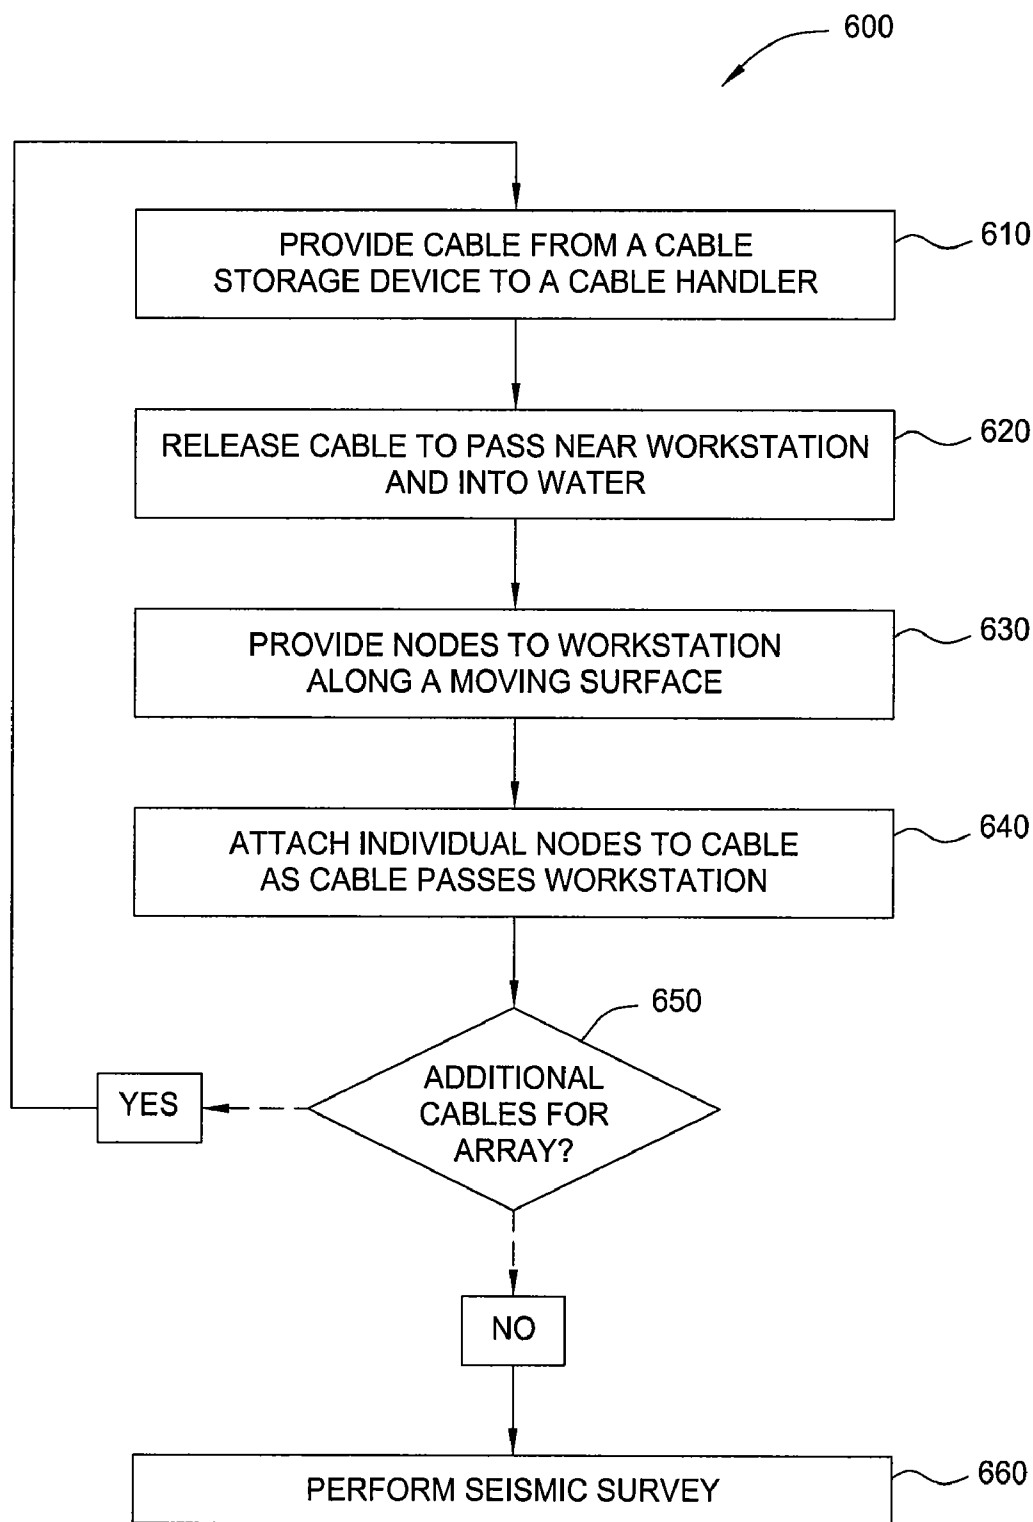 600
PROVIDE CABLE FROM A CABLE
STORAGE DEVICE TO A CABLE HANDLER
610
RELEASE CABLE TO PASS NEAR WORKSTATION
AND INTO WATER
620
PROVIDE NODES TO WORKSTATION
ALONG A MOVING SURFACE
630
ATTACH INDIVIDUAL NODES TO CABLE
AS CABLE PASSES WORKSTATION
640
650
ADDITIONAL
CABLES FOR
ARRAY?
YES
NO
PERFORM SEISMIC SURVEY
660